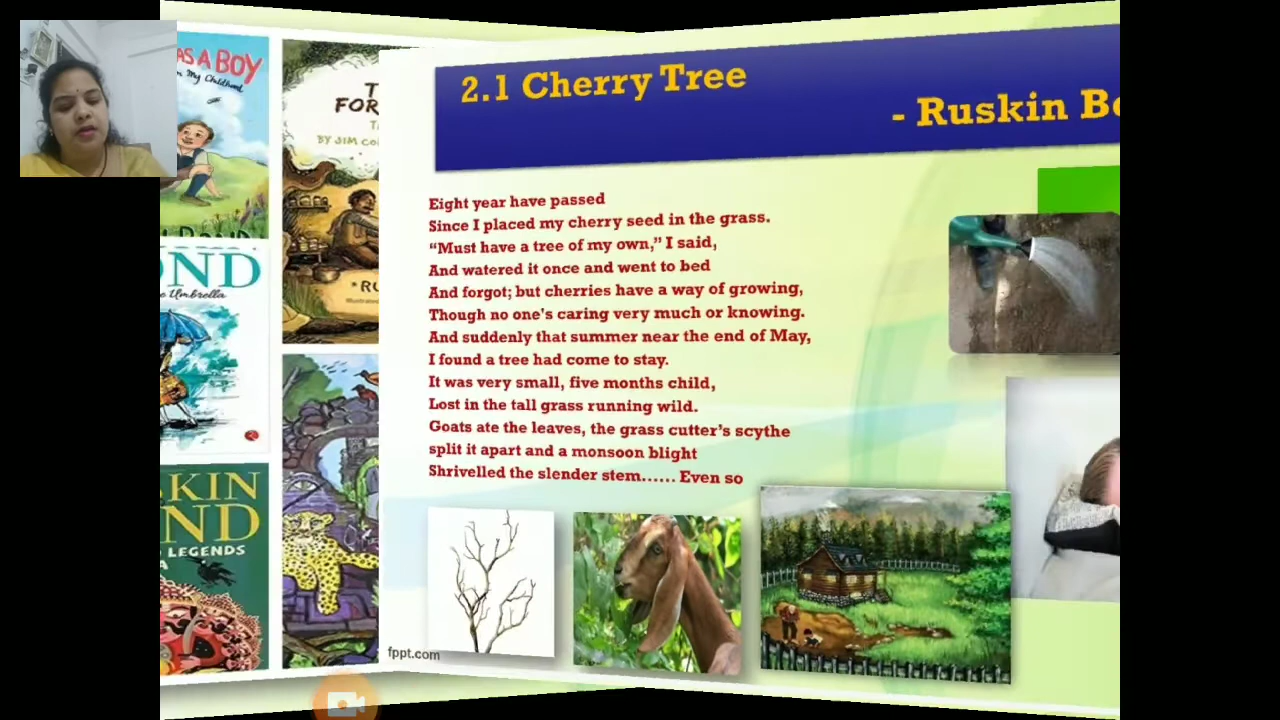 AS A BOY
My Childhood
OND
Umbrella
SKIN
ND
LEGENDS
FOR
BY JIM CO
RU
2.1 Cherry Tree
- Ruskin Bo
Eight year have passed
Since I placed my cherry seed in the grass.
“Must have a tree of my own,” I said,
And watered it once and went to bed
And forgot; but cherries have a way of growing,
Though no one's caring very much or knowing.
And suddenly that summer near the end of May,
I found a tree had come to stay.
It was very small, five months child,
Lost in the tall grass running wild.
Goats ate the leaves, the grass cutter’s scythe
split it apart and a monsoon blight
Shrivelled the slender stem...... Even so
fppt.com